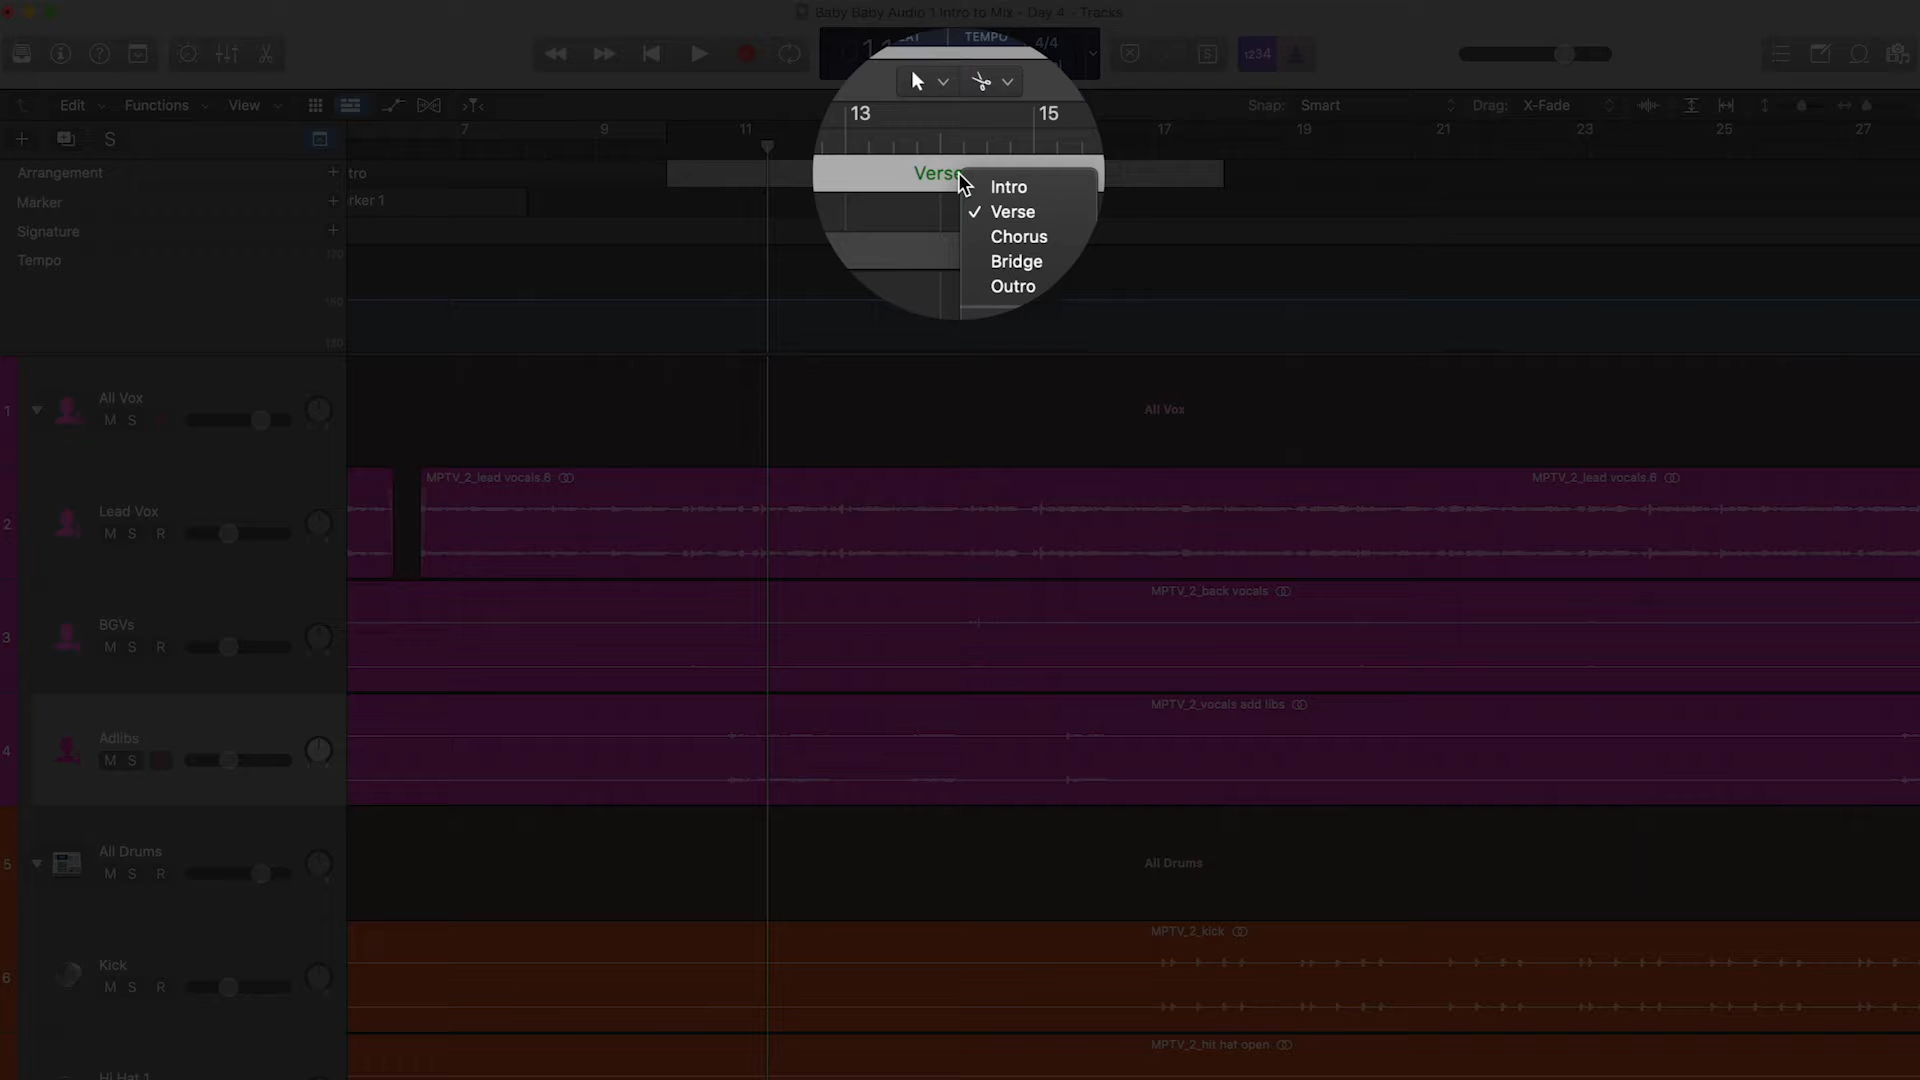 Baby Baby Audio 1 Intro to Mix - Day 4 - Tracks
TEMPO
4/4
1234
Edit Functions View
Snap: Smart Drag: X-Fade
S
7 9 11 13 15 17 19 21 23 25 27
Arrangement
tro
Verse
Marker
rker 1
Signature
Tempo
170
Intro
Verse
Chorus
Bridge
Outro
1 All Vox
M S
All Vox
MPTV_2_lead vocals.6
MPTV_2_lead vocals.6
2 Lead Vox
M S R
MPTV_2_back vocals
3 BGVs
M S R
MPTV_2_vocals add libs
4 Adlibs
M S
5 All Drums
M S R
All Drums
MPTV_2_kick
6 Kick
M S R
MPTV_2_hit hat open
Hi Hat 1